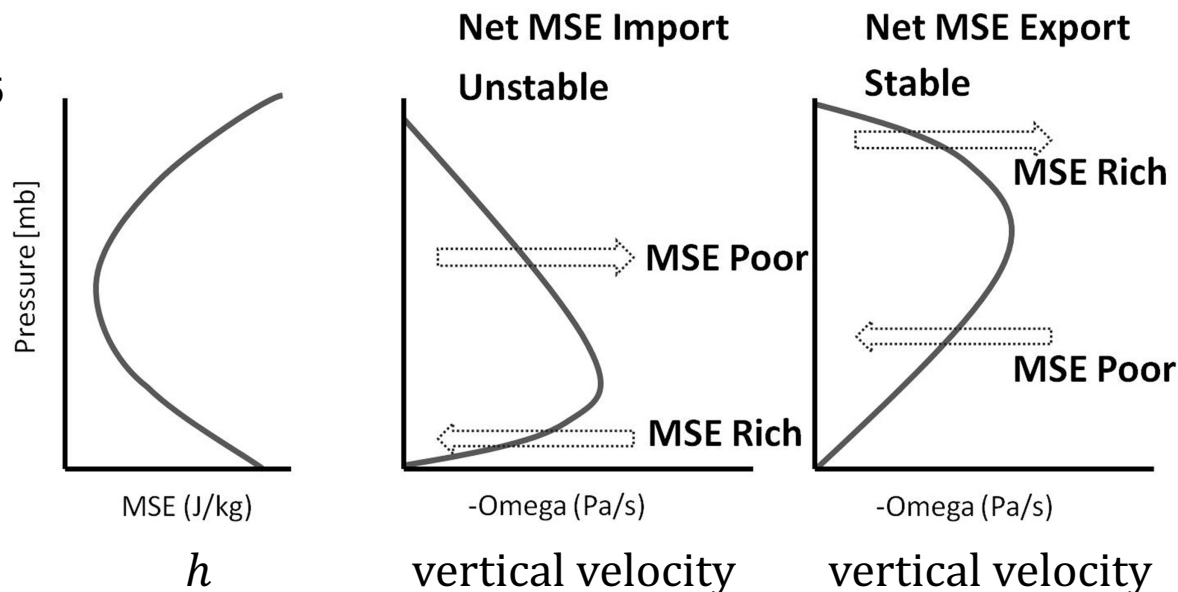 Net MSE Import
Unstable
Net MSE Export
Stable
Pressure [mb]
MSE Rich
MSE Poor
MSE Poor
MSE Rich
MSE (J/kg)
-Omega (Pa/s)
-Omega (Pa/s)
h
vertical velocity
vertical velocity